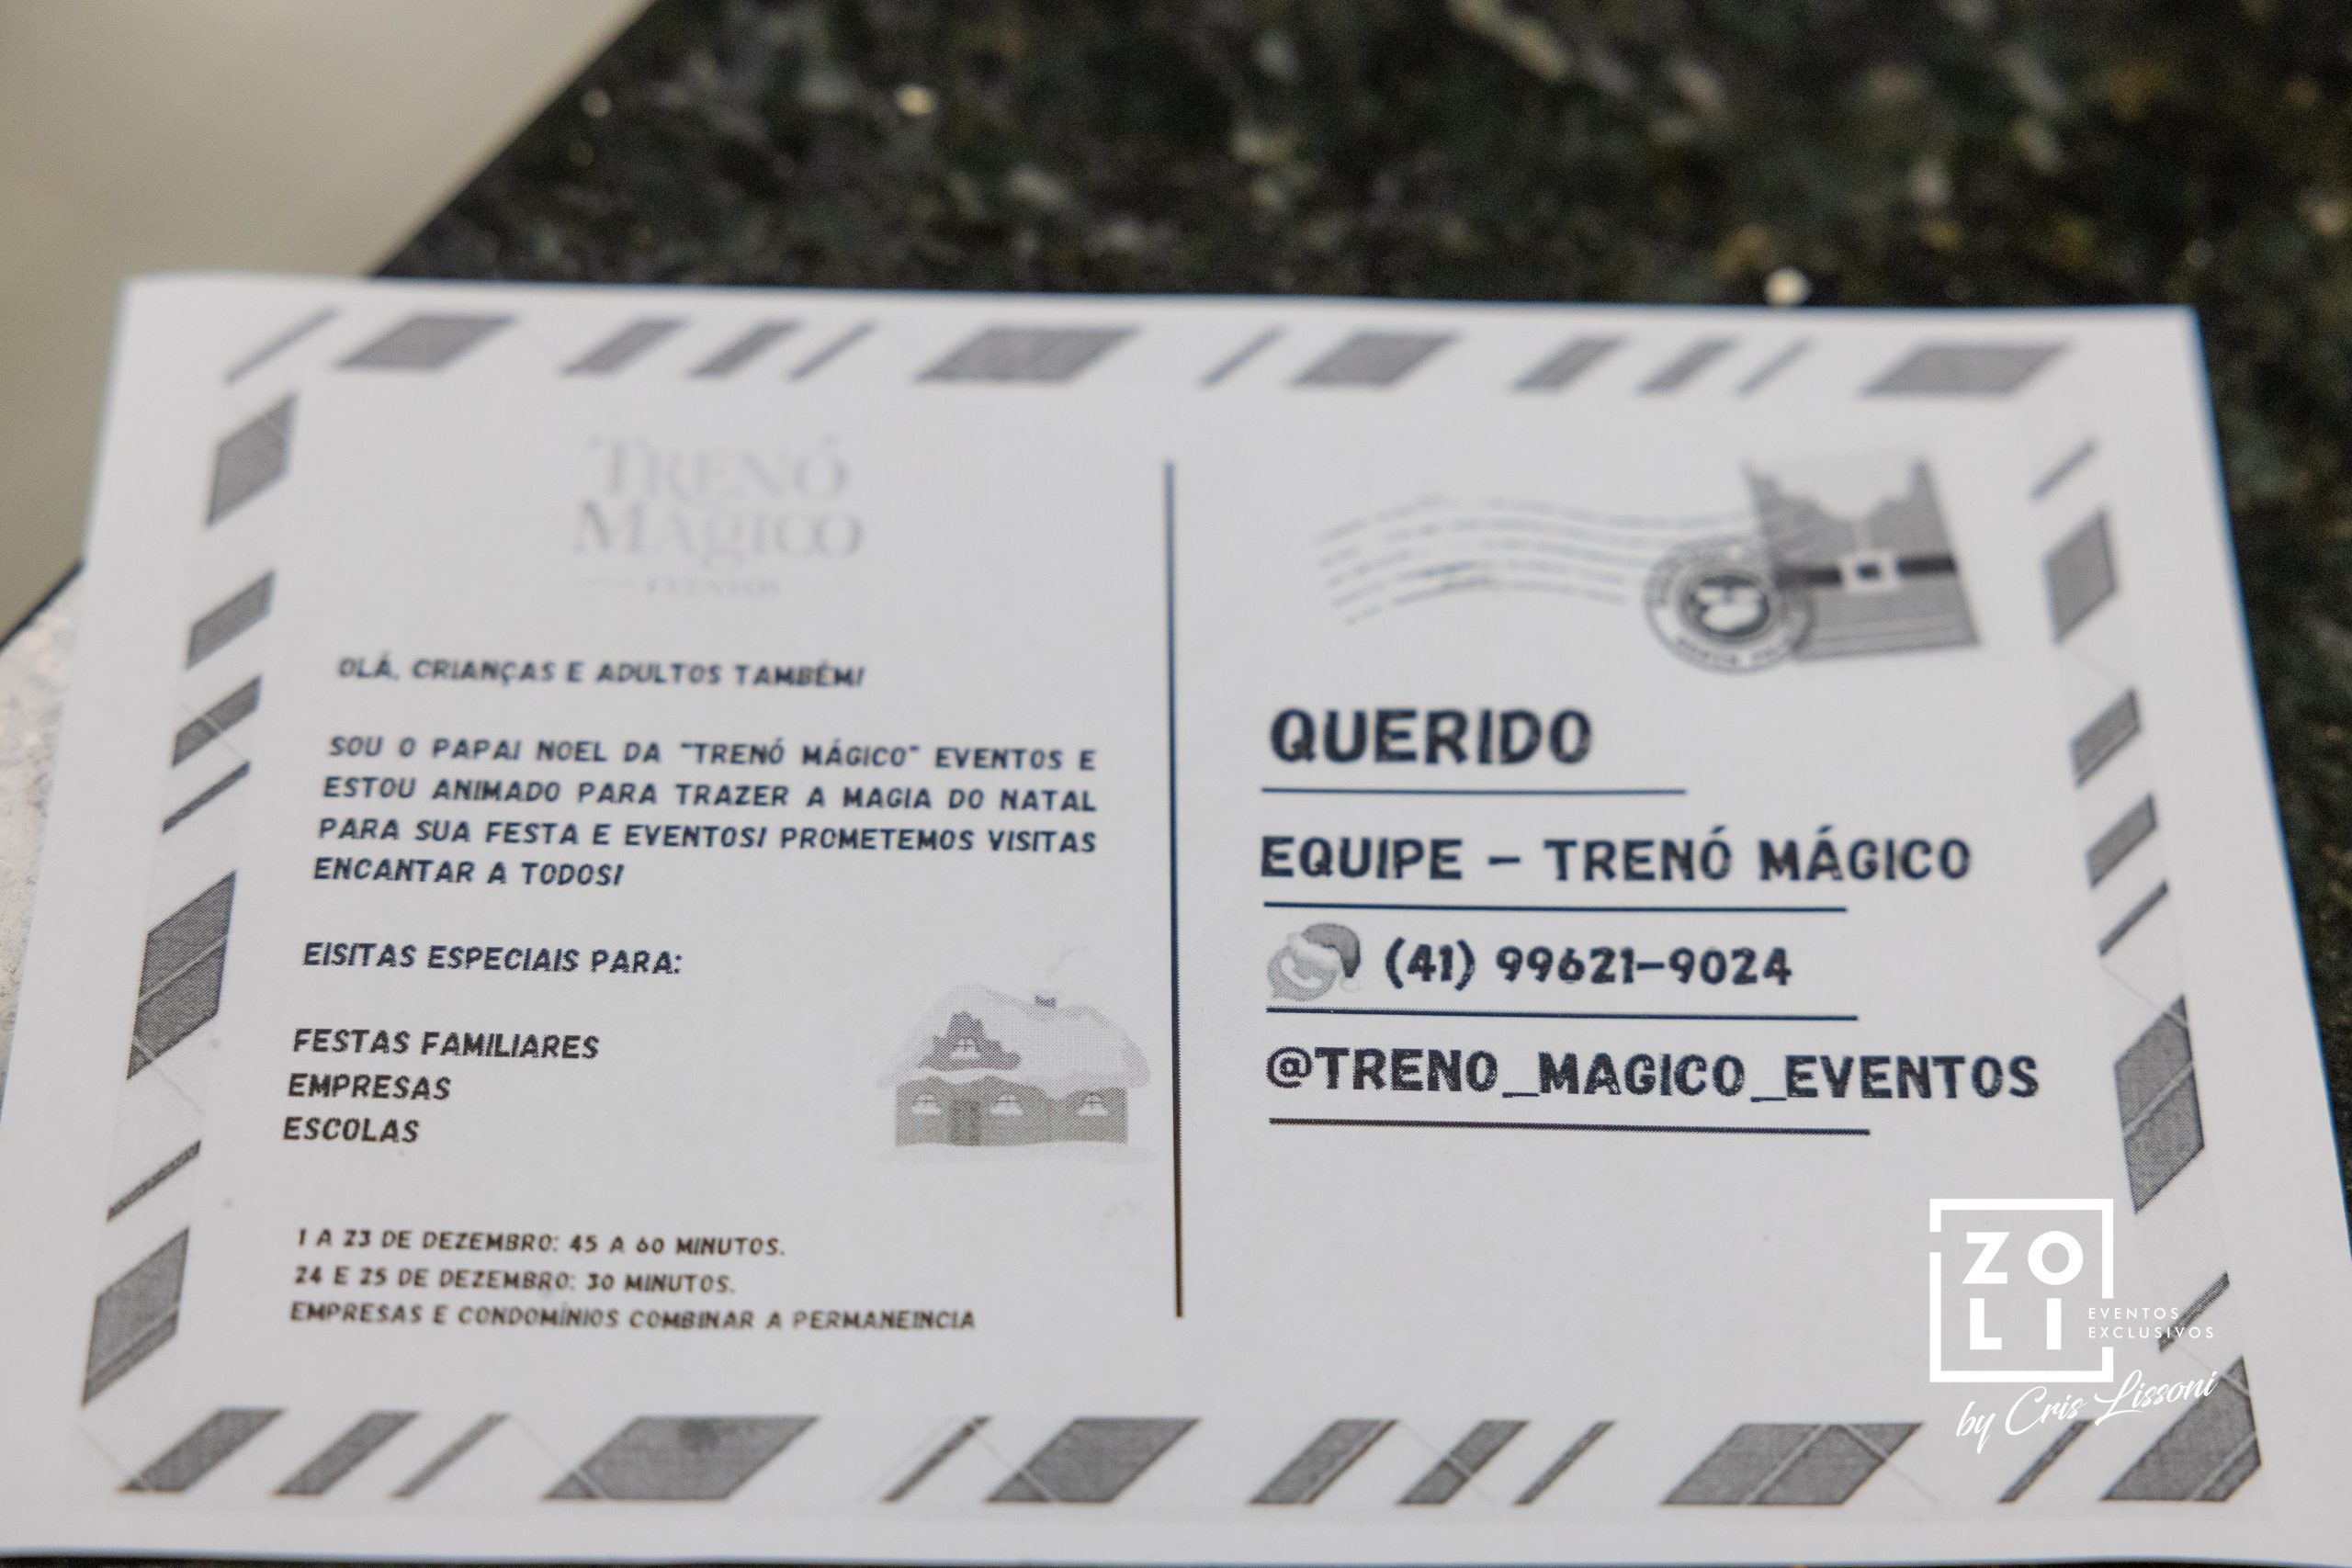 TRENÓ
MÁGICO
EVENTOS
OLÁ, CRIANÇAS E ADULTOS TAMBÉM!
SOU O PAPAI NOEL DA "TRENÓ MÁGICO" EVENTOS E
ESTOU ANIMADO PARA TRAZER A MAGIA DO NATAL
PARA SUA FESTA E EVENTOS! PROMETEMOS VISITAS
ENCANTAR A TODOS!
EISITAS ESPECIAIS PARA:
FESTAS FAMILIARES
EMPRESAS
ESCOLAS
1 A 23 DE DEZEMBRO: 45 A 60 MINUTOS.
24 E 25 DE DEZEMBRO: 30 MINUTOS.
EMPRESAS E CONDOMÍNIOS COMBINAR A PERMANEINCIA
QUERIDO
EQUIPE - TRENÓ MÁGICO
(41) 99621-9024
@TRENO_MAGICO_EVENTOS
ZO
LI
EVENTOS
EXCLUSIVOS
by Cris Lissoni